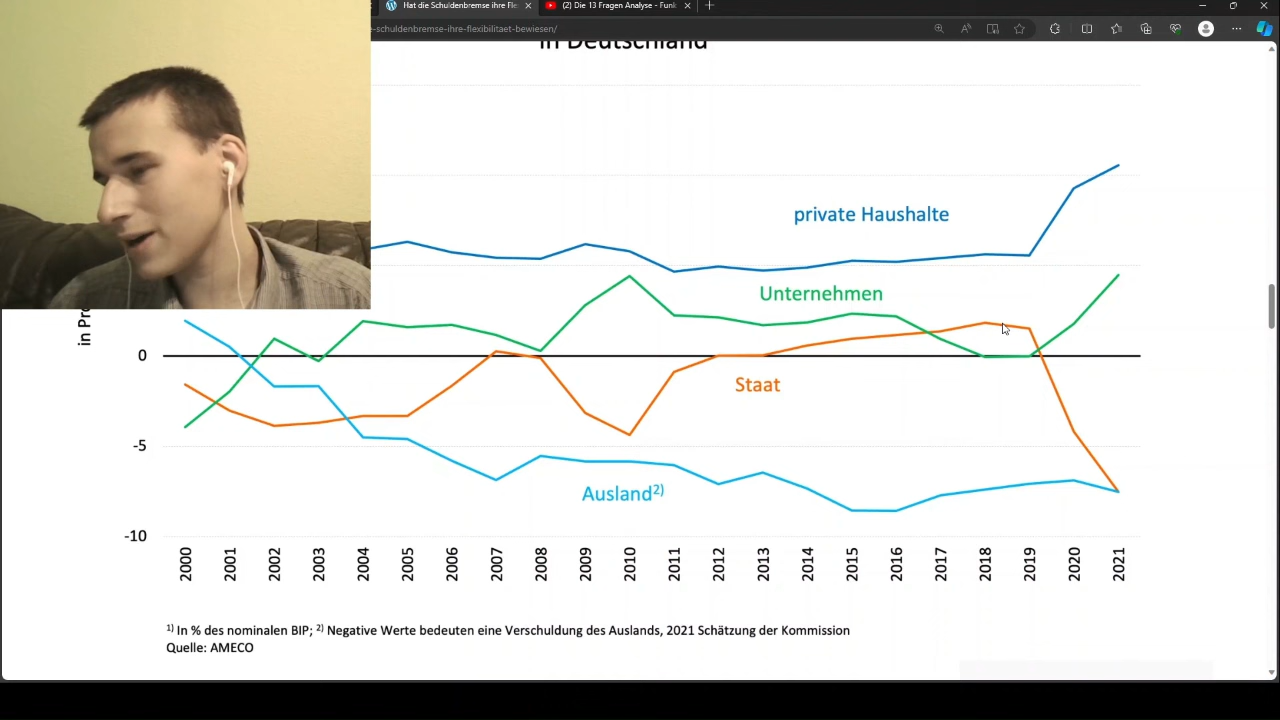 Hat die Schuldenbremse ihre Fle
(2) Die 13 Fragen Analyse - Funk
e-schuldenbremse-ihre-flexibilitaet-bewiesen/
in Deutschland
private Haushalte
Unternehmen
in Pro
0
Staat
-5
Ausland2)
-10
2000 2001 2002 2003 2004 2005 2006 2007 2008 2009 2010 2011 2012 2013 2014 2015 2016 2017 2018 2019 2020 2021
1) In % des nominalen BIP; 2) Negative Werte bedeuten eine Verschuldung des Auslands, 2021 Schätzung der Kommission
Quelle: AMECO